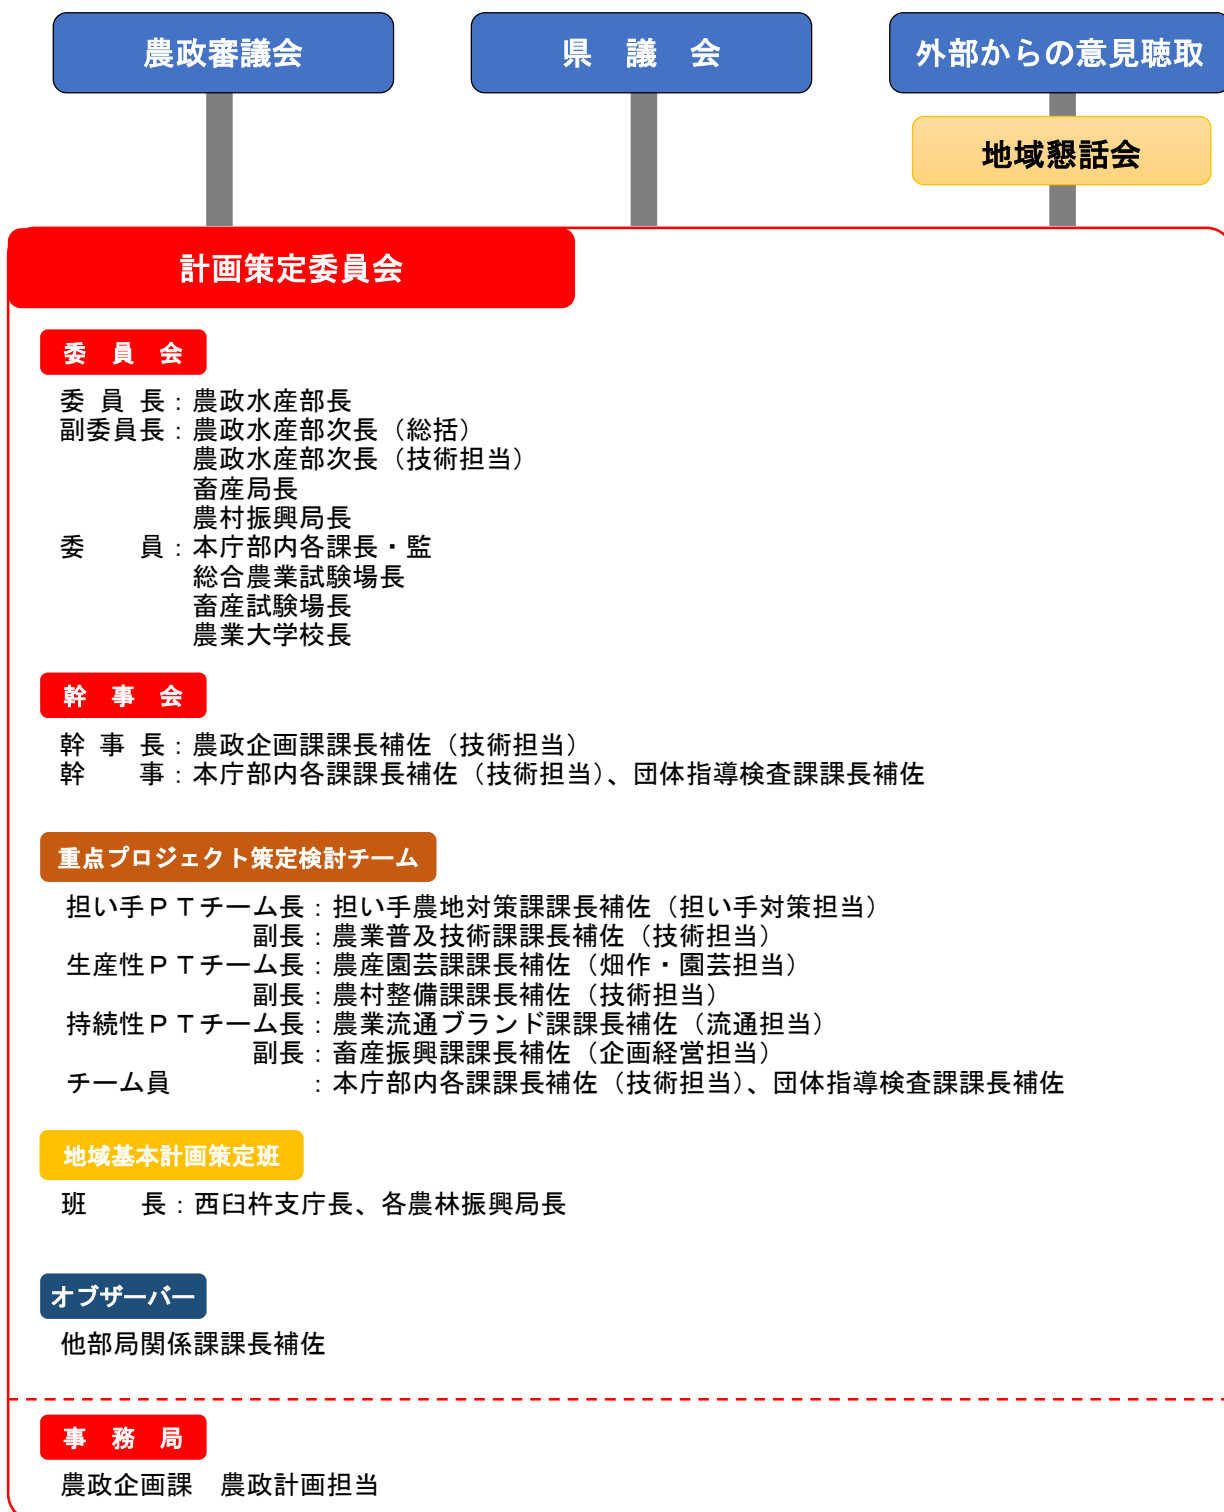 農政審議会
県　議　会
外部からの意見聴取
地域懇話会
計画策定委員会
委　員　会
委 員 長：農政水産部長
副委員長：農政水産部次長（総括）
農政水産部次長（技術担当）
畜産局長
農村振興局長
委　　員：本庁部内各課長・監
総合農業試験場長
畜産試験場長
農業大学校長
幹　事　会
幹 事 長：農政企画課課長補佐（技術担当）
幹　　事：本庁部内各課課長補佐（技術担当）、団体指導検査課課長補佐
重点プロジェクト策定検討チーム
担い手ＰＴチーム長：担い手農地対策課課長補佐（担い手対策担当）
副長：農業普及技術課課長補佐（技術担当）
生産性ＰＴチーム長：農産園芸課課長補佐（畑作・園芸担当）
副長：農村整備課課長補佐（技術担当）
持続性ＰＴチーム長：農業流通ブランド課課長補佐（流通担当）
副長：畜産振興課課長補佐（企画経営担当）
チーム員　　　　　：本庁部内各課課長補佐（技術担当）、団体指導検査課課長補佐
地域基本計画策定班
班　　長：西臼杵支庁長、各農林振興局長
オブザーバー
他部局関係課課長補佐
事　務　局
農政企画課　農政計画担当